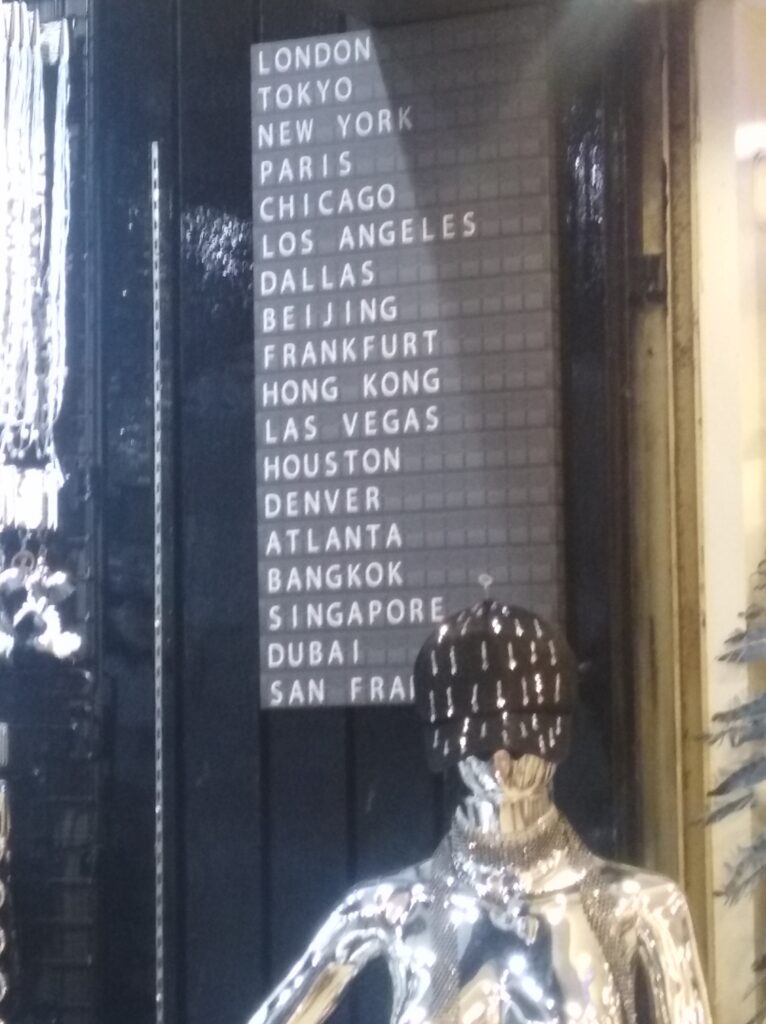 LONDON
TOKYO
NEW YORK
PARIS
CHICAGO
LOS ANGELES
DALLAS
BEIJING
FRANKFURT
HONG KONG
LAS VEGAS
HOUSTON
DENVER
ATLANTA
BANGKOK
SINGAPORE
DUBAI
SAN FRA